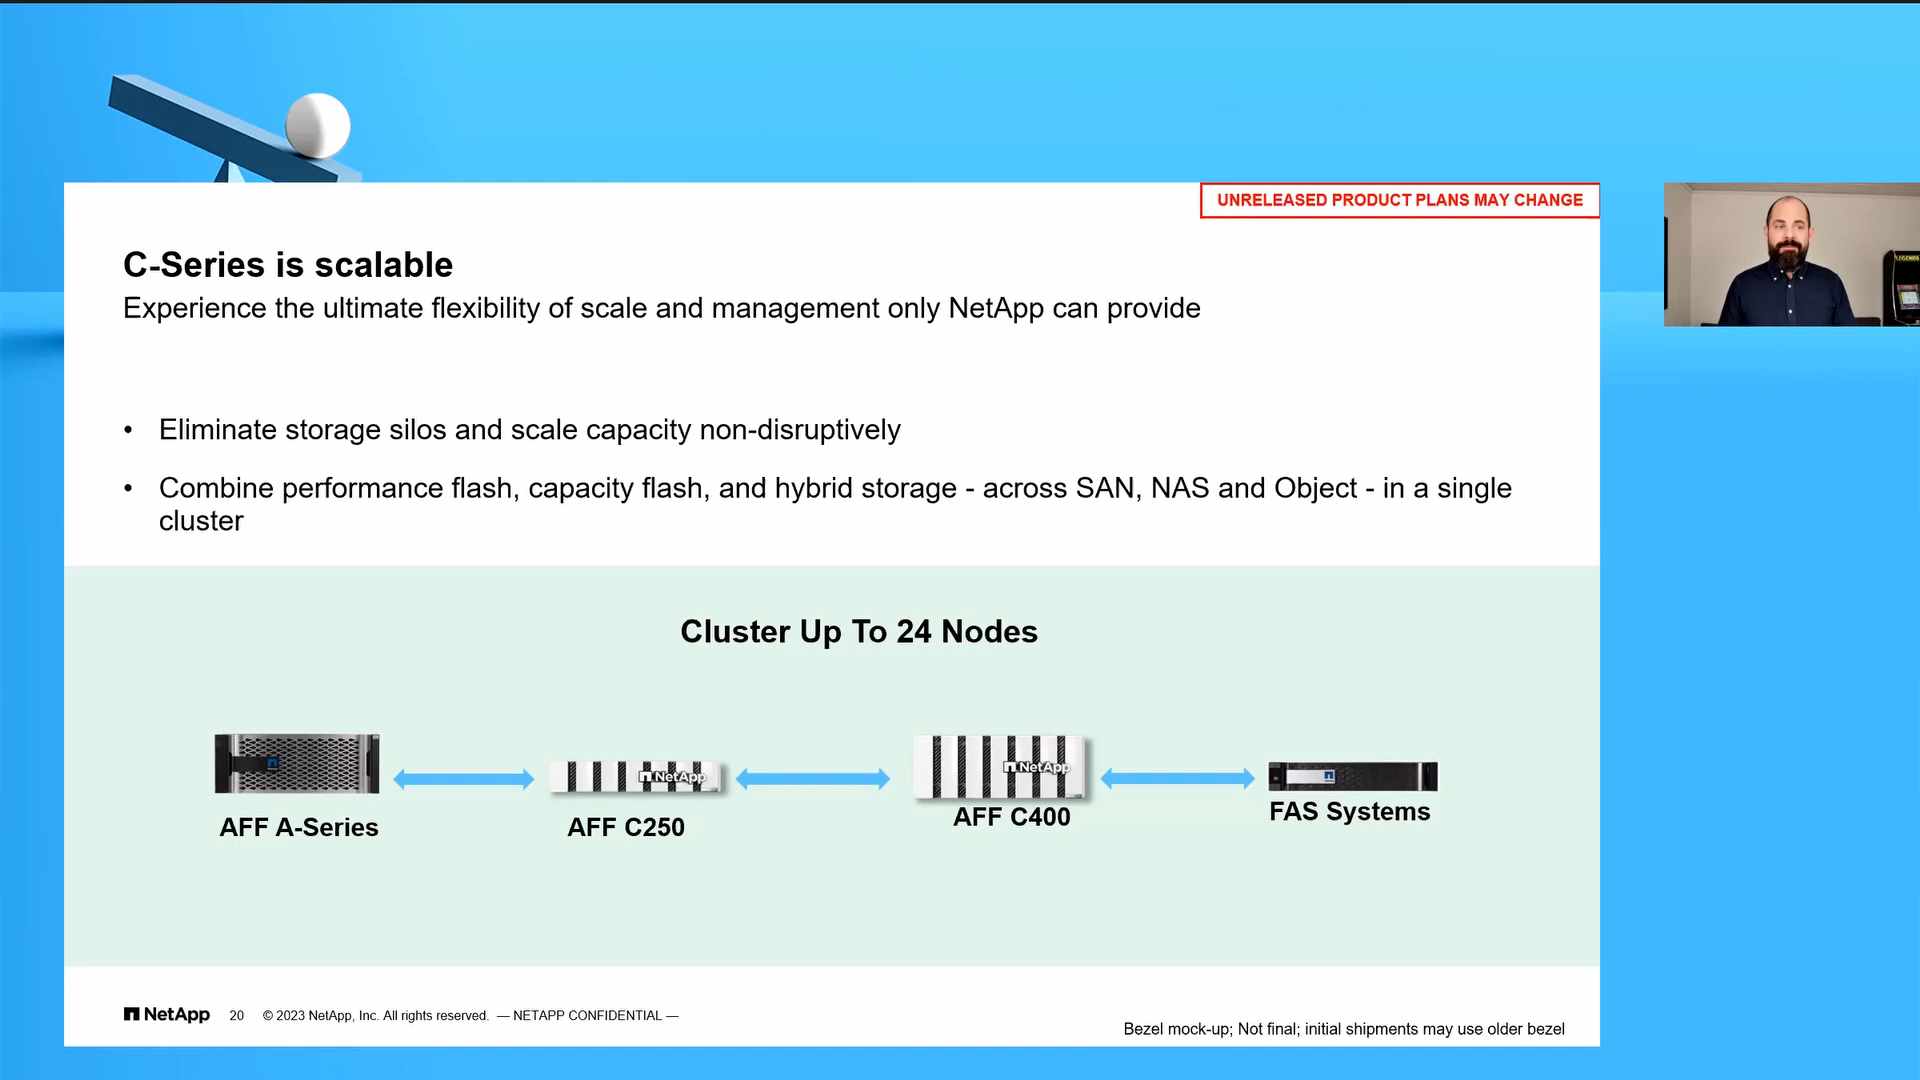 UNRELEASED PRODUCT PLANS MAY CHANGE
C-Series is scalable
Experience the ultimate flexibility of scale and management only NetApp can provide
• Eliminate storage silos and scale capacity non-disruptively
• Combine performance flash, capacity flash, and hybrid storage - across SAN, NAS and Object - in a single
cluster
Cluster Up To 24 Nodes
NetApp
NetApp
AFF A-Series
AFF C250
AFF C400
FAS Systems
NetApp 20 © 2023 NetApp, Inc. All rights reserved. — NETAPP CONFIDENTIAL —
Bezel mock-up; Not final; initial shipments may use older bezel
LEGENDS